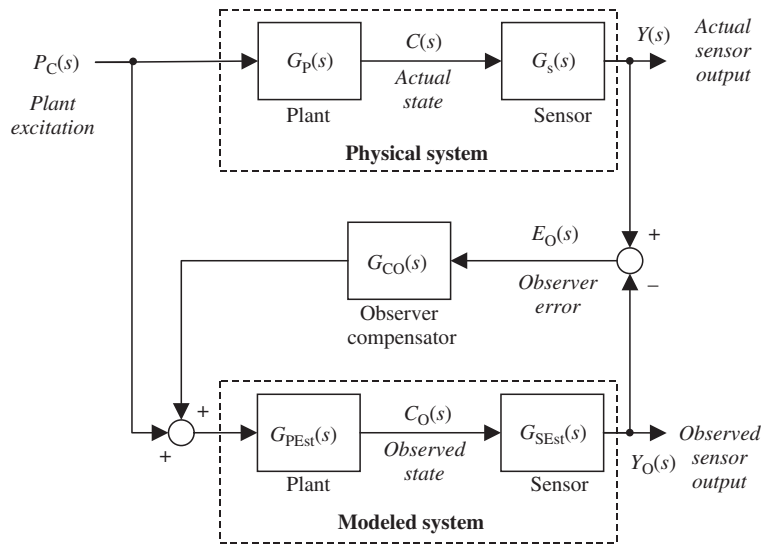 P_C(s)
Plant
excitation
G_P(s)
Plant
C(s)
Actual
state
G_s(s)
Sensor
Physical system
Y(s)
Actual
sensor
output
G_CO(s)
Observer
compensator
E_O(s)
Observer
error
+
–
+
+
G_PEst(s)
Plant
C_O(s)
Observed
state
G_SEst(s)
Sensor
Modeled system
Y_O(s)
Observed
sensor
output